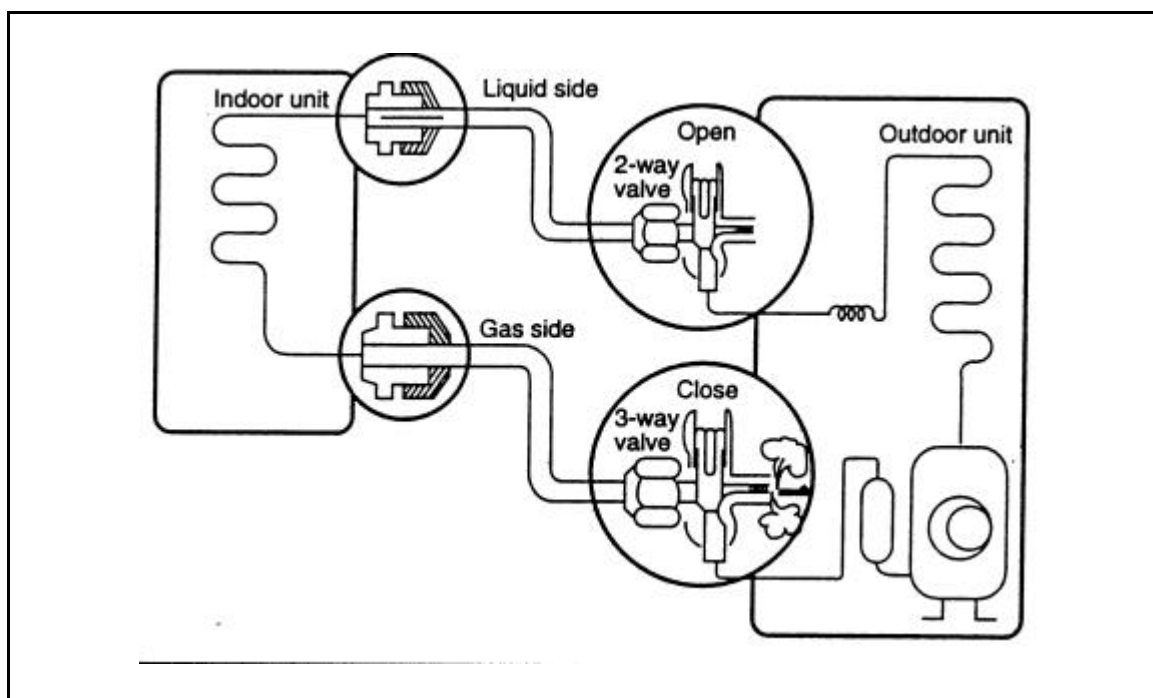 Indoor unit
Liquid side
Open
2-way
valve
Outdoor unit
Gas side
Close
3-way
valve